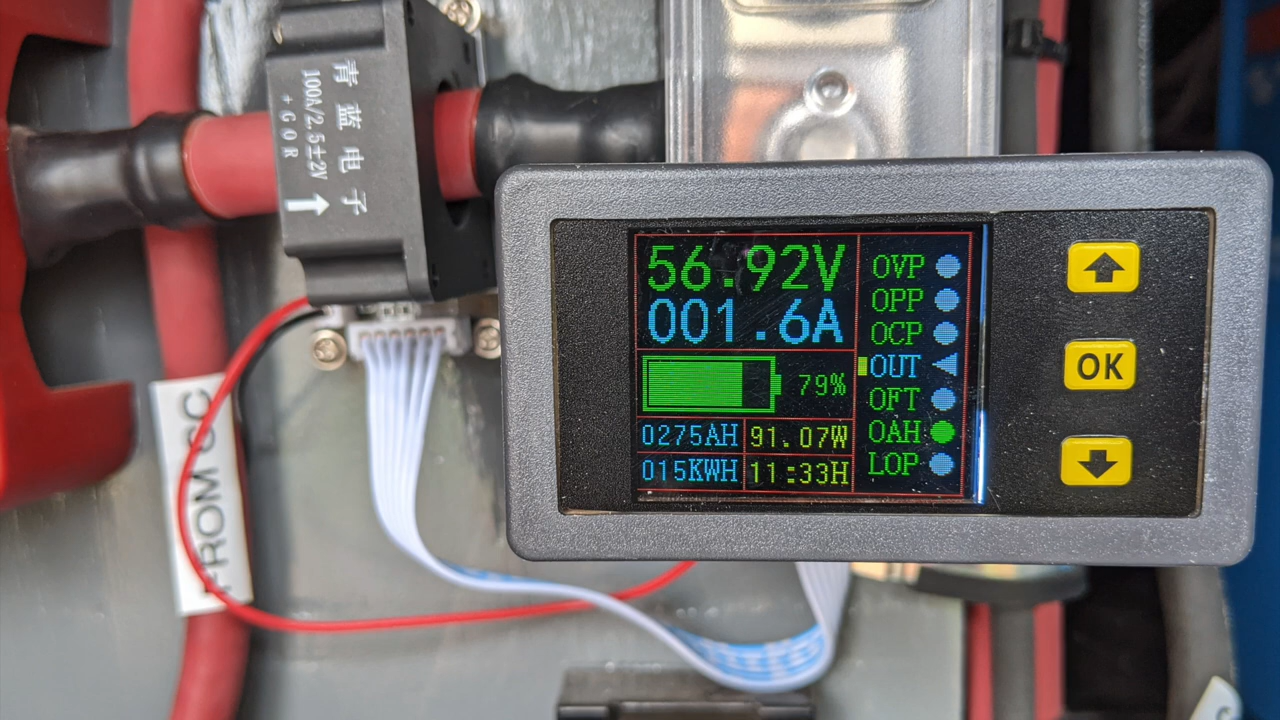 青蓝电子
100A/2.5±2V
+GOR
FROM CC
56.92V
001.6A
79%
0275AH
91.07W
015KWH
11:33H
OVP
OPP
OCP
OUT
OFT
OAH
LOP
OK